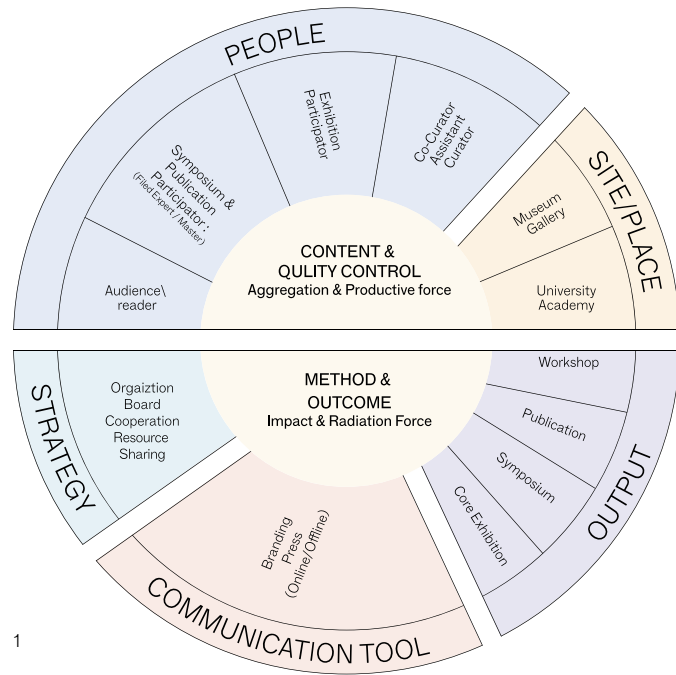 PEOPLE
Audience\
reader
Symposium &
Publication
Participator :
(Filed Expert / Master)
Exhibition
Participator
Co-Curator
Assistant
Curator
SITE/PLACE
Museum
Gallery
University
Academy
CONTENT &
QULITY CONTROL
Aggregation & Productive force
METHOD &
OUTCOME
Impact & Radiation Force
STRATEGY
Orgaiztion
Board
Cooperation
Resource
Sharing
COMMUNICATION TOOL
Branding
Press
(Online/Offline)
OUTPUT
Workshop
Publication
Symposium
Core Exhibition
1